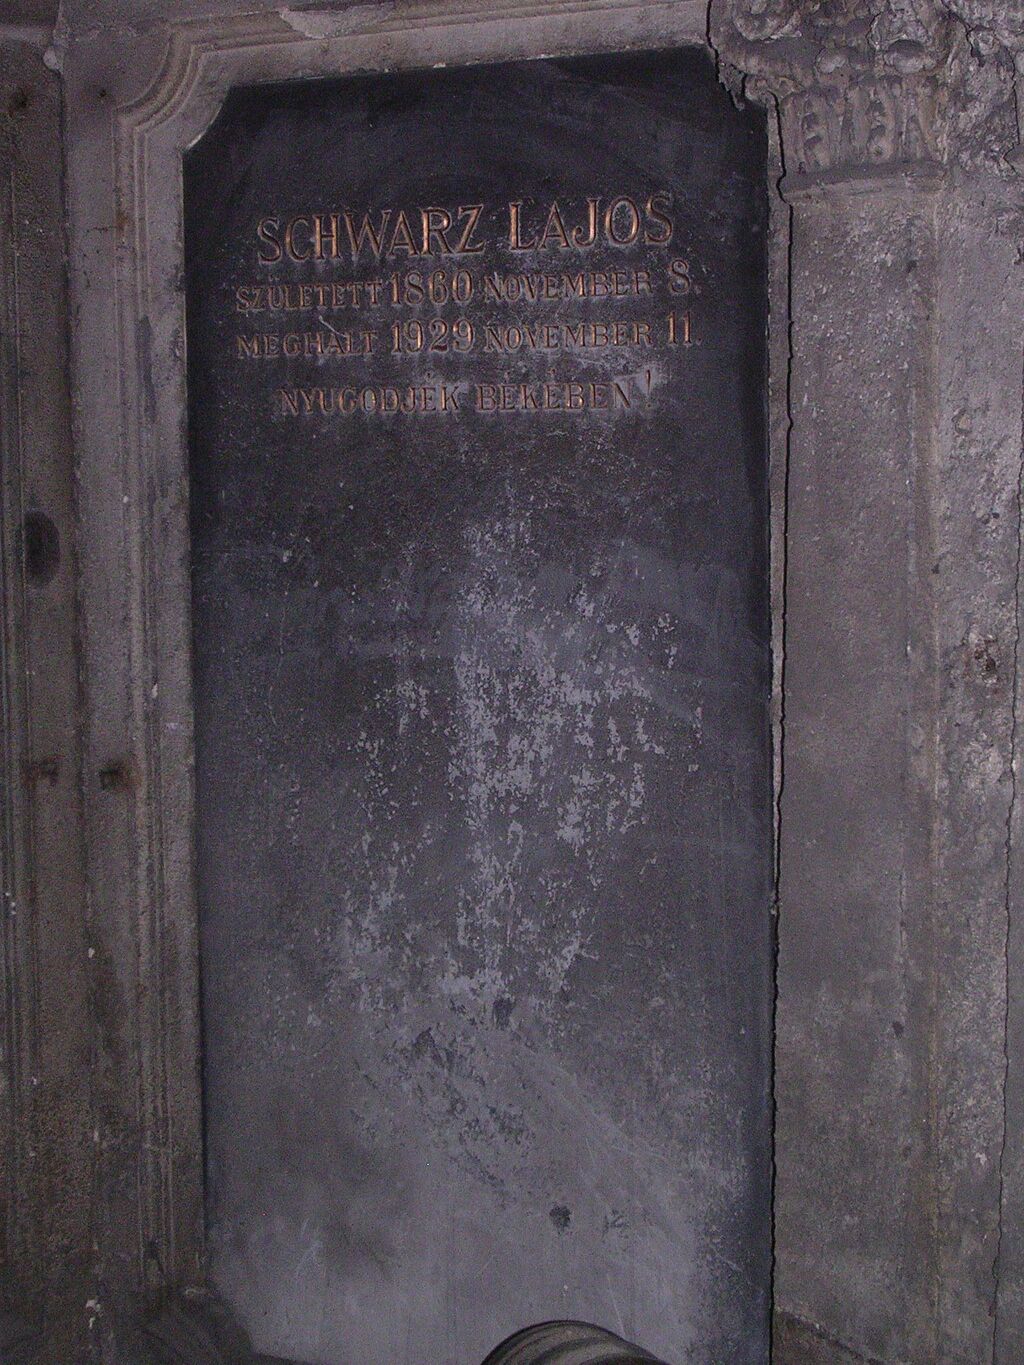 SCHWARZ LAJOS
SZÜLETETT 1860 NOVEMBER 8.
MEGHALT 1929 NOVEMBER 11.
NYUGODJÉK BÉKÉBEN!